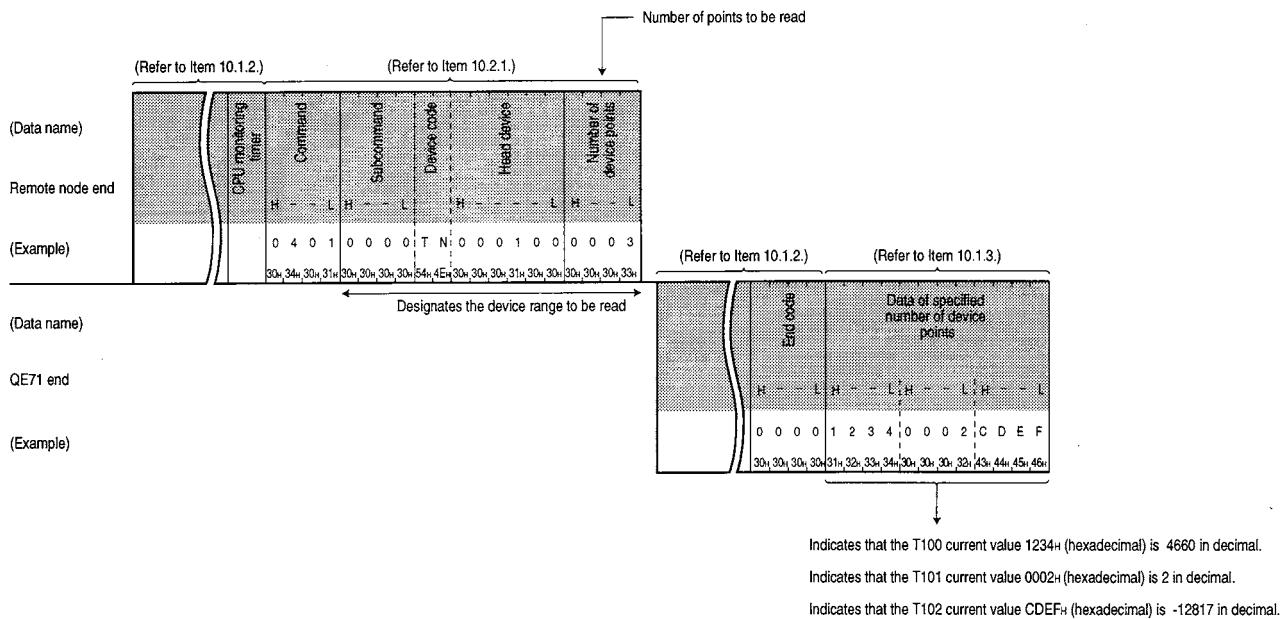 Number of points to be read
(Refer to Item 10.1.2.) (Refer to Item 10.2.1.)
(Data name)
CPU monitoring timer
Command
Subcommand
Device code
Head device
Number of device points
Remote node end
H - - L H - - L H - - - - L H - - L
(Example)
0 4 0 1 0 0 0 0 T N 0 0 0 1 0 0 0 0 0 3
30H 34H 30H 31H 30H 30H 30H 30H 54H 4EH 30H 30H 30H 31H 30H 30H 30H 30H 30H 33H
Designates the device range to be read
(Refer to Item 10.1.2.) (Refer to Item 10.1.3.)
(Data name)
End code
Data of specified
number of device
points
QE71 end
H - - L H - - L H - - L H - - L
(Example)
0 0 0 0 1 2 3 4 0 0 0 2 C D E F
30H 30H 30H 30H 31H 32H 33H 34H 30H 30H 30H 32H 43H 44H 45H 46H
Indicates that the T100 current value 1234H (hexadecimal) is 4660 in decimal.
Indicates that the T101 current value 0002H (hexadecimal) is 2 in decimal.
Indicates that the T102 current value CDEFH (hexadecimal) is -12817 in decimal.